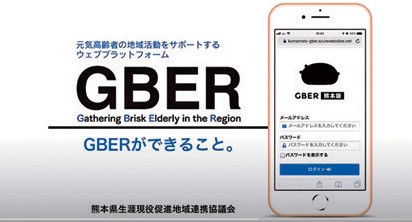 元気高齢者の地域活動をサポートする
ウェブプラットフォーム
GBER
Gathering Brisk Elderly in the Region
GBERができること。
熊本県生涯現役促進地域連携協議会
kumamoto-gber.azurewebsites.net
GBER 熊本版
メールアドレス
メールアドレスを入力してください
パスワード
パスワードを入力してください
パスワードを表示する
ログイン